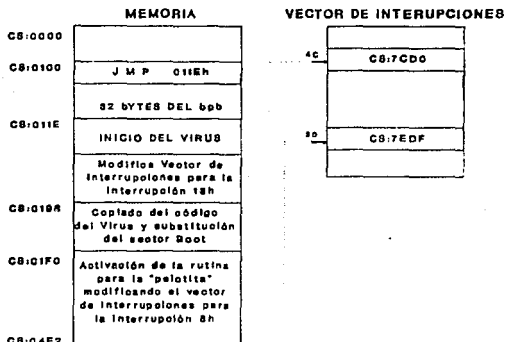 MEMORIA
VECTOR DE INTERUPCIONES
CS:0000
CS:0100
JMP 011Eh
32 bYTES DEL bpb
CS:011E
INICIO DEL VIRUS
Modifica Vector de
Interrupciones para la
Interrupción 13h
CS:0198
Copiado del código
del Virus y substitución
del sector Boot
CS:01F0
Activación de la rutina
para la "pelotita"
modificando el vector
de Interrupciones para
la Interrupción 8h
CS:04E2
4C
CS:7CD0
20
CS:7EDF